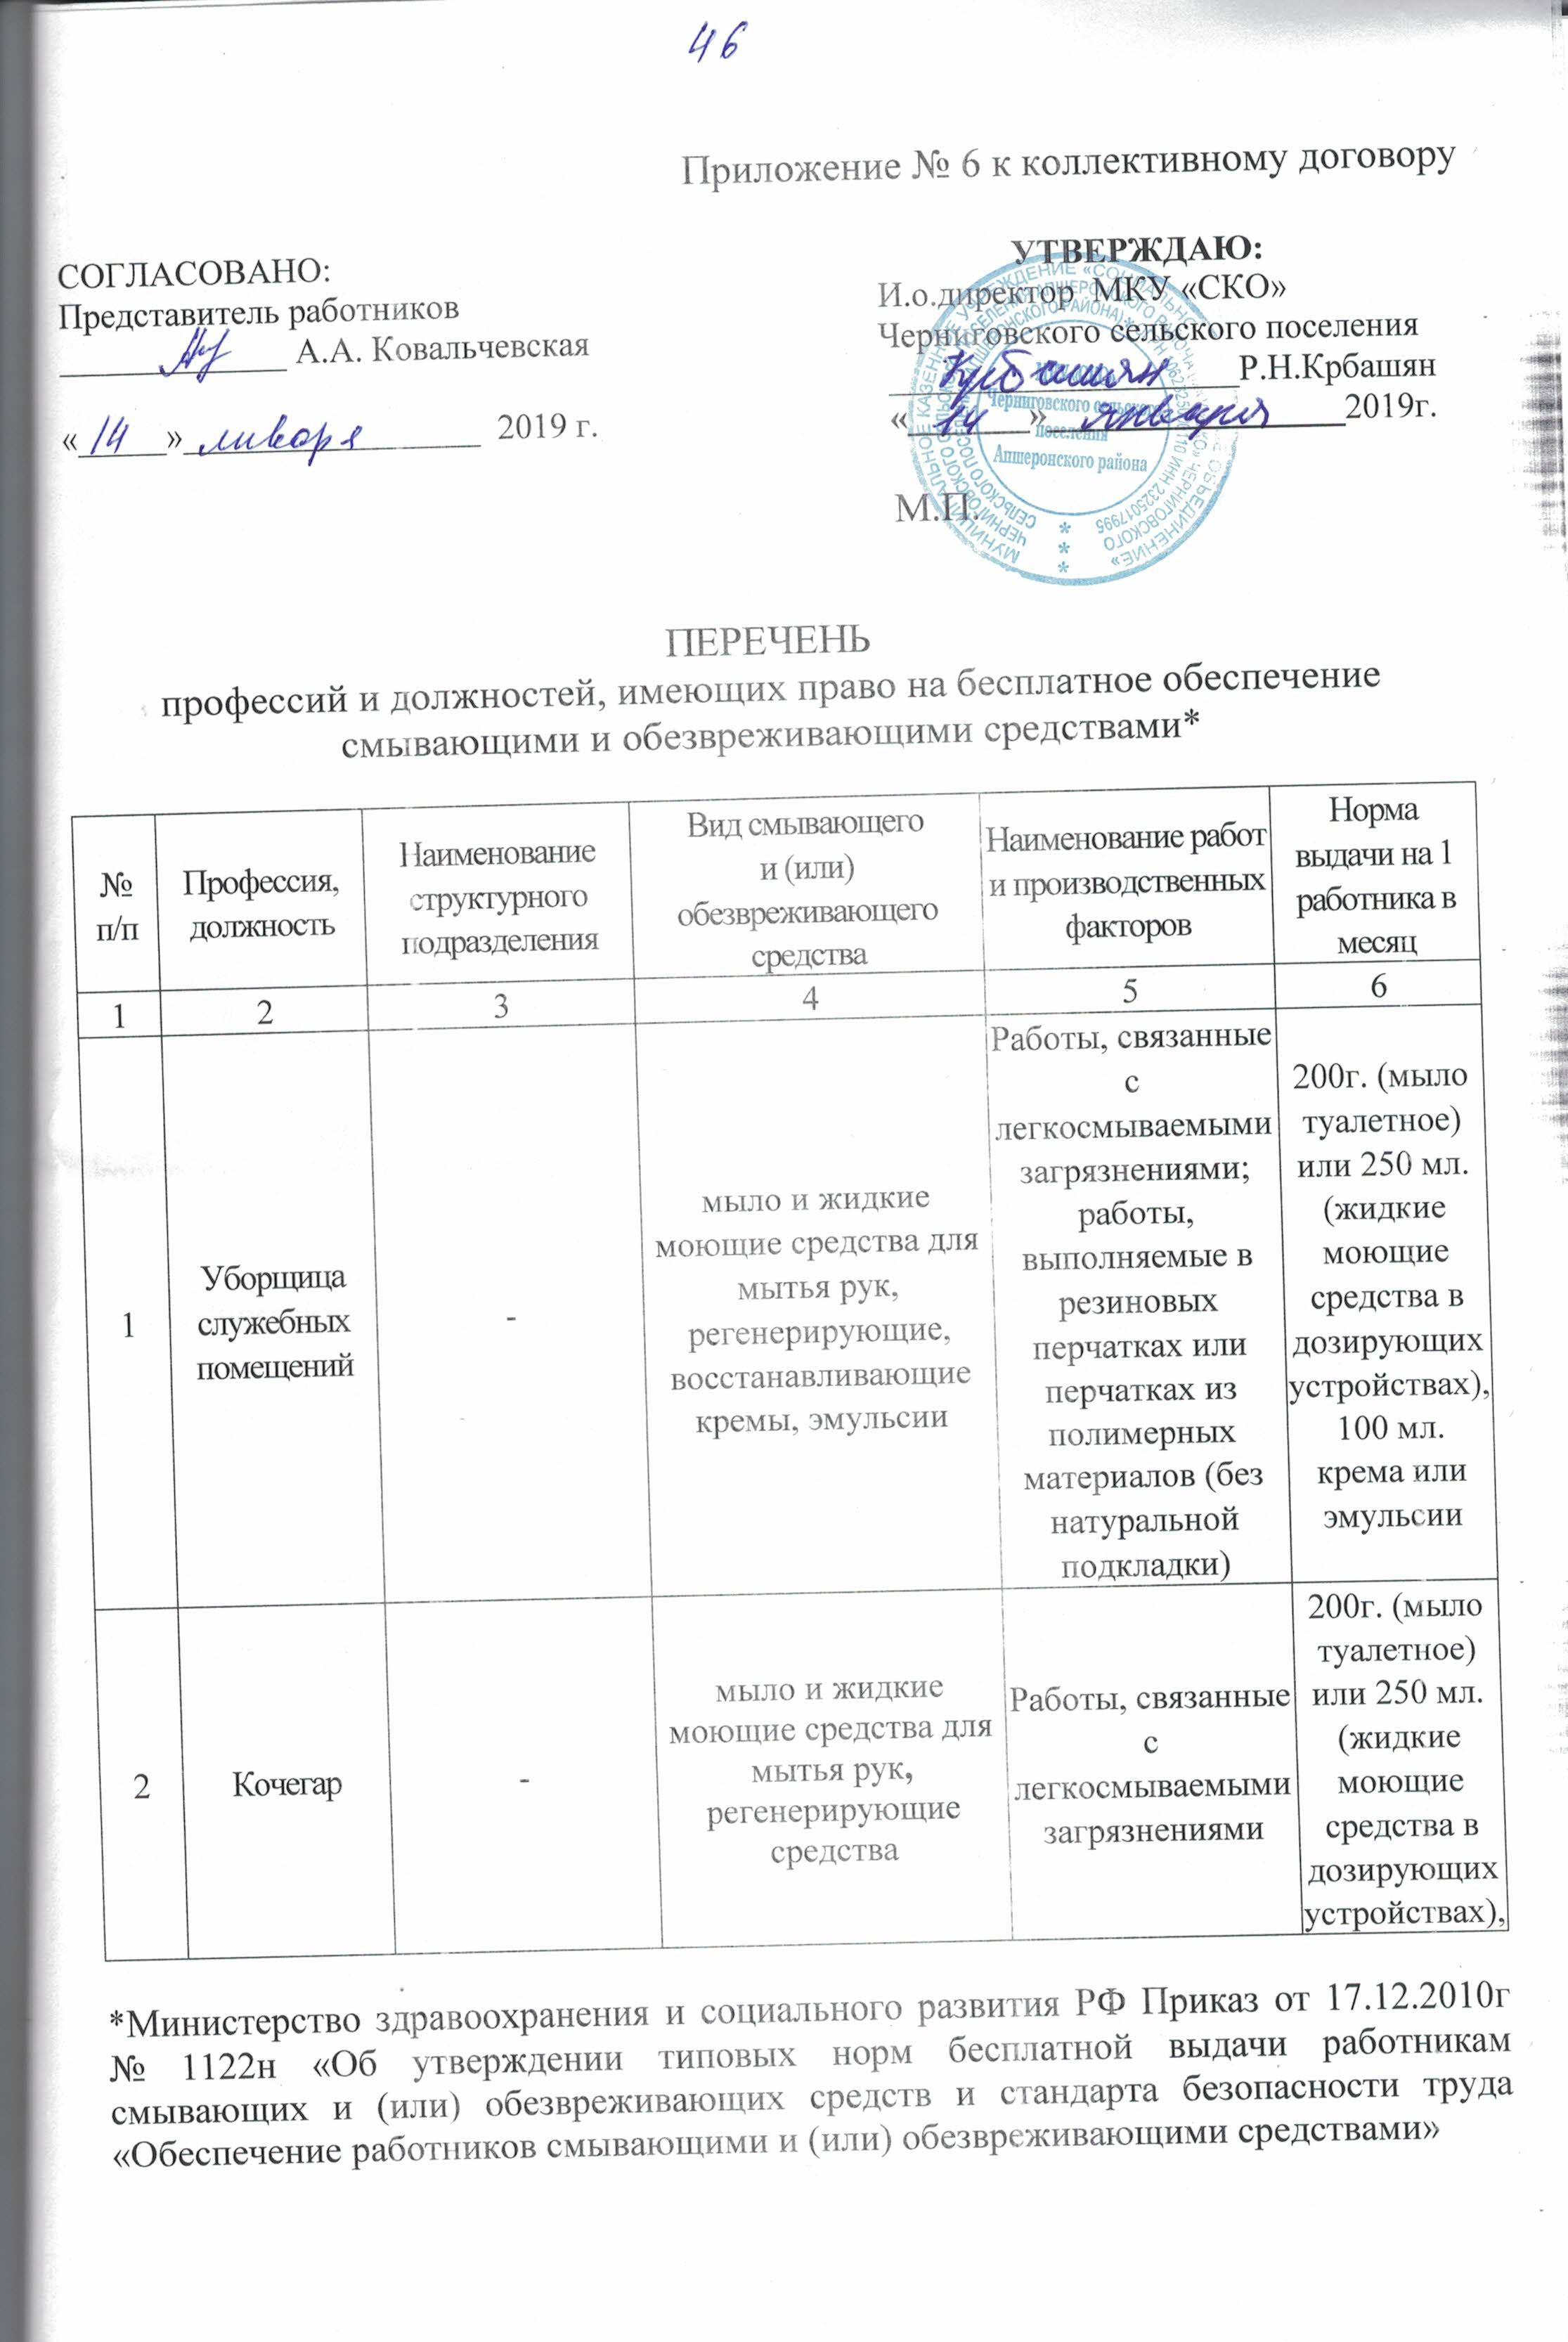 46
Приложение № 6 к коллективному договору
СОГЛАСОВАНО:
Представитель работников
А.А. Ковальчевская
«14» января 2019 г.
УТВЕРЖДАЮ:
И.о.директор МКУ «СКО»
Черниговского сельского поселения
Крбашян Р.Н.Крбашян
«14» января 2019г.
М.П.
Черниговского сельского
поселения
Апшеронского района
ПЕРЕЧЕНЬ
профессий и должностей, имеющих право на бесплатное обеспечение
смывающими и обезвреживающими средствами*
№
п/п
Профессия,
должность
Наименование
структурного
подразделения
Вид смывающего
и (или)
обезвреживающего
средства
Наименование работ
и производственных
факторов
Норма
выдачи на 1
работника в
месяц
1
2
3
4
5
6
1
Уборщица
служебных
помещений
-
мыло и жидкие
моющие средства для
мытья рук,
регенерирующие,
восстанавливающие
кремы, эмульсии
Работы, связанные
с
легкосмываемыми
загрязнениями;
работы,
выполняемые в
резиновых
перчатках или
перчатках из
полимерных
материалов (без
натуральной
подкладки)
200г. (мыло
туалетное)
или 250 мл.
(жидкие
моющие
средства в
дозирующих
устройствах),
100 мл.
крема или
эмульсии
2
Кочегар
-
мыло и жидкие
моющие средства для
мытья рук,
регенерирующие
средства
Работы, связанные
с
легкосмываемыми
загрязнениями
200г. (мыло
туалетное)
или 250 мл.
(жидкие
моющие
средства в
дозирующих
устройствах),
*Министерство здравоохранения и социального развития РФ Приказ от 17.12.2010г
№ 1122н «Об утверждении типовых норм бесплатной выдачи работникам
смывающих и (или) обезвреживающих средств и стандарта безопасности труда
«Обеспечение работников смывающими и (или) обезвреживающими средствами»